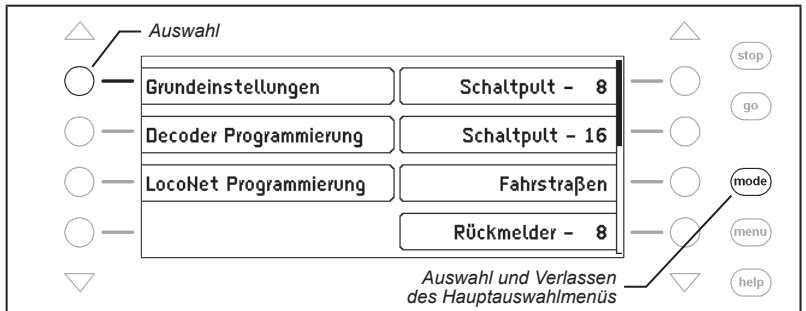 Auswahl
stop
Grundeinstellungen
Schaltpult - 8
go
Decoder Programmierung
Schaltpult - 16
LocoNet Programmierung
Fahrstraßen
mode
Rückmelder - 8
menu
Auswahl und Verlassen
des Hauptauswahlmenüs
help